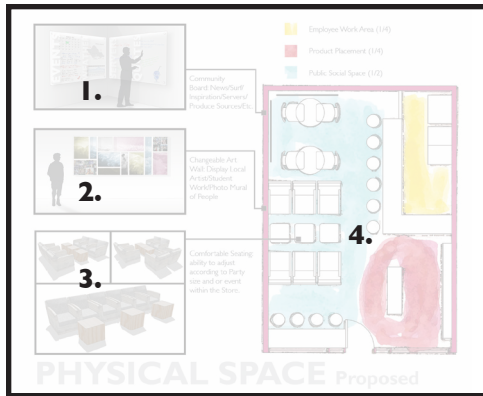 Employee Work Area (1/4)
Product Placement (1/4)
Public Social Space (1/2)
1.
Community
Board: News/Surf
Inspiration/Servers/
Produce Sources/Etc.
2.
Changeable Art
Wall- Display Local
Artist/Student
Work/Photo Mural
of People
3.
Comfortable Seating
ability to adjust
according to Party
size and or event
within the Store.
4.
PHYSICAL SPACE Proposed